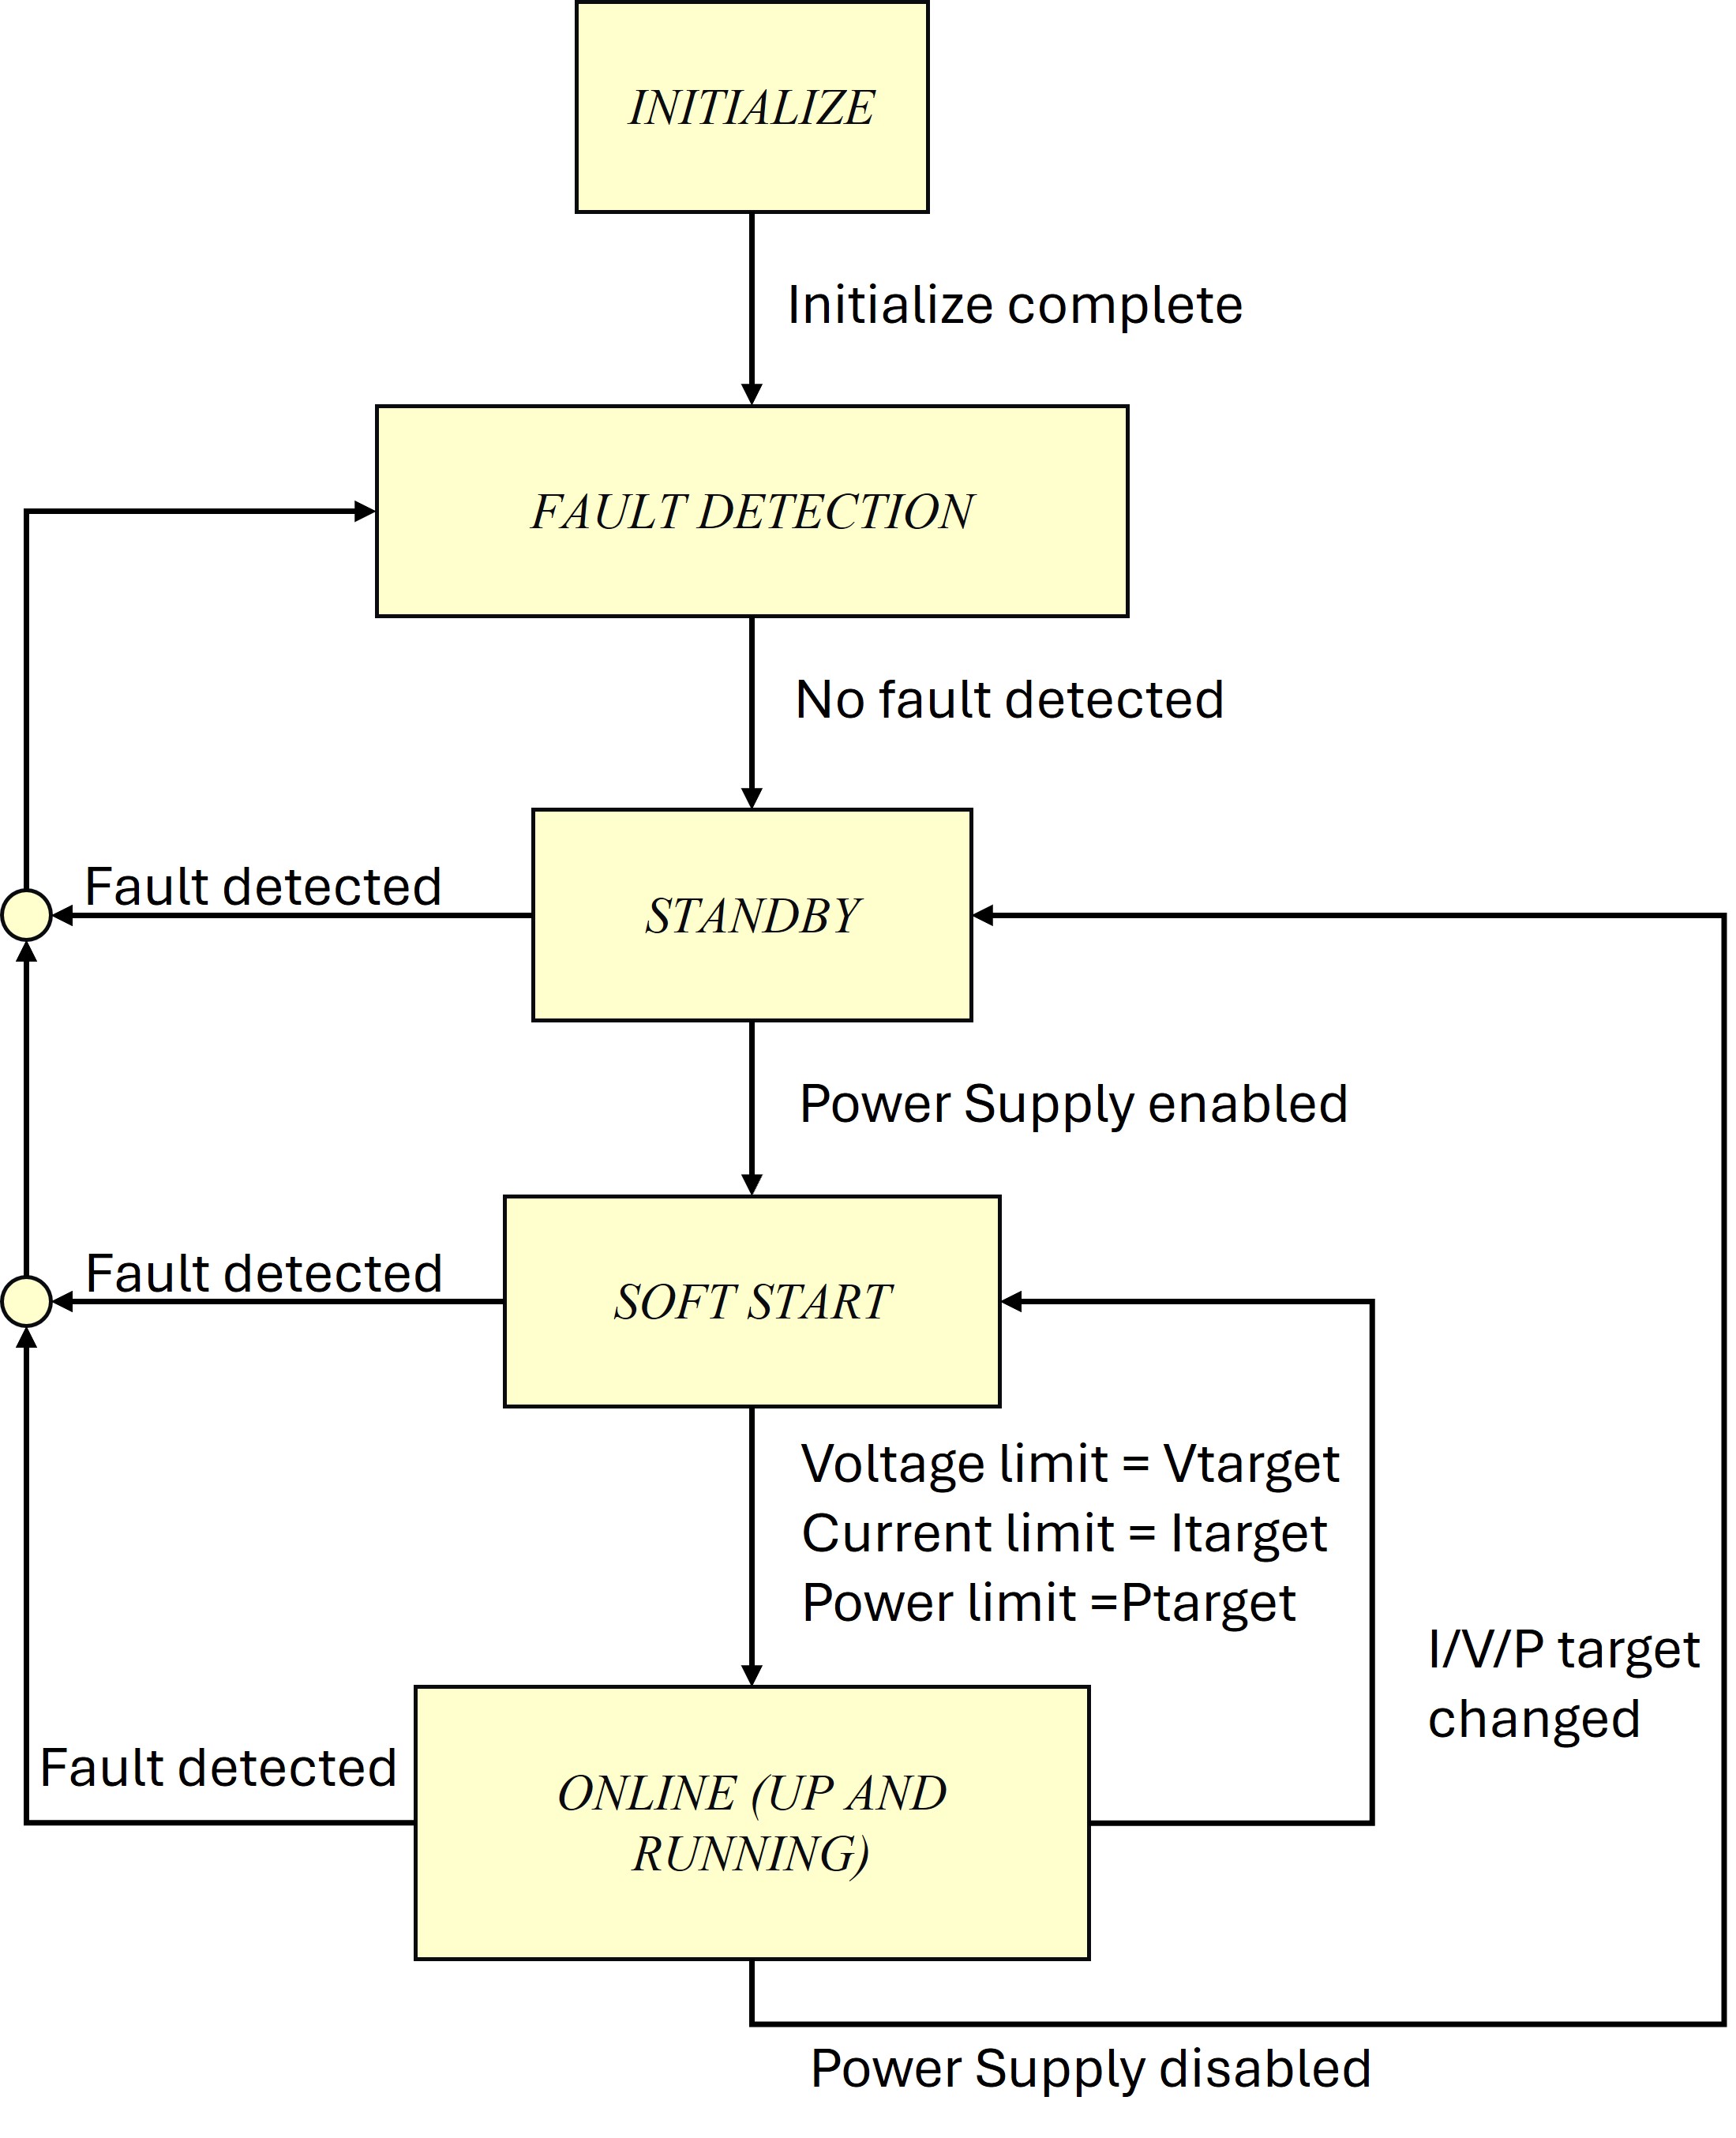 INITIALIZE
Initialize complete
FAULT DETECTION
No fault detected
Fault detected
STANDBY
Power Supply enabled
Fault detected
SOFT START
Voltage limit = Vtarget
Current limit = Itarget
Power limit =Ptarget
I/V/P target
changed
Fault detected
ONLINE (UP AND
RUNNING)
Power Supply disabled